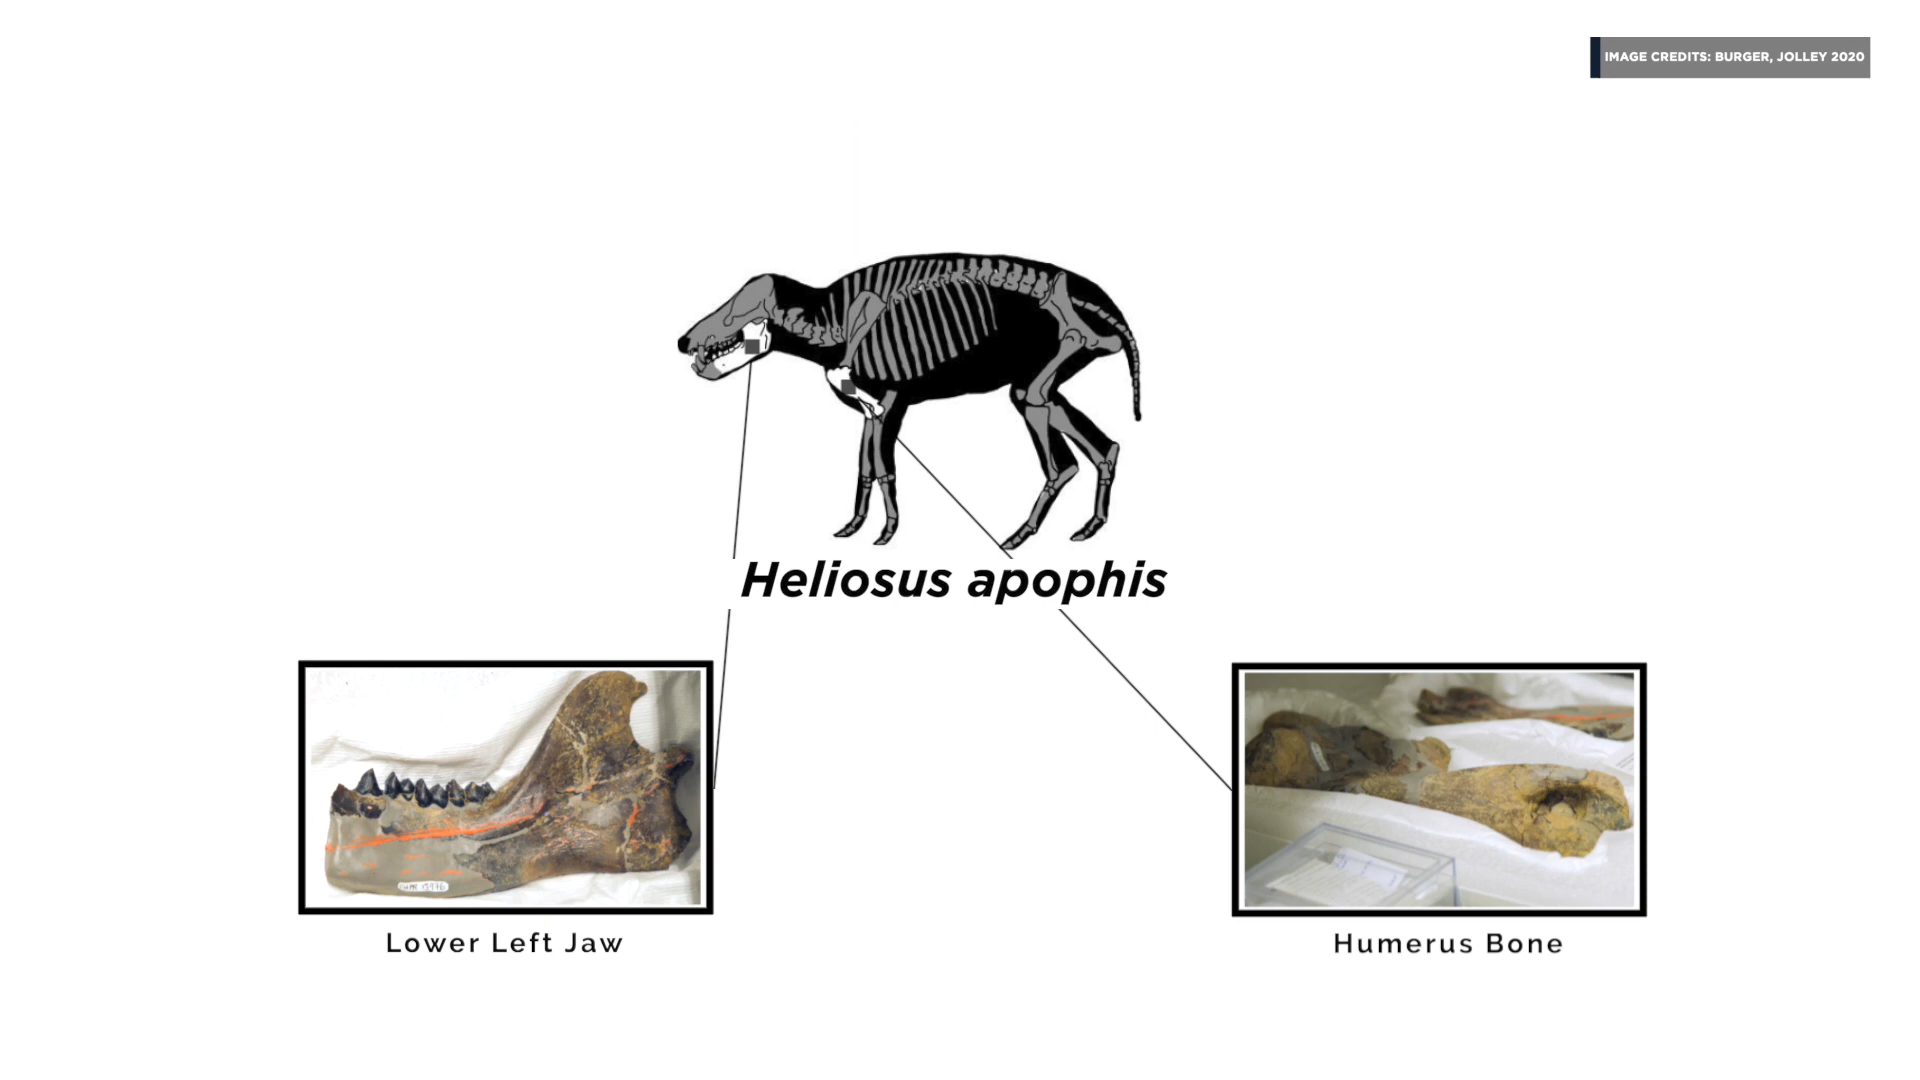 IMAGE CREDITS: BURGER, JOLLEY 2020
Heliosus apophis
Lower Left Jaw
Humerus Bone